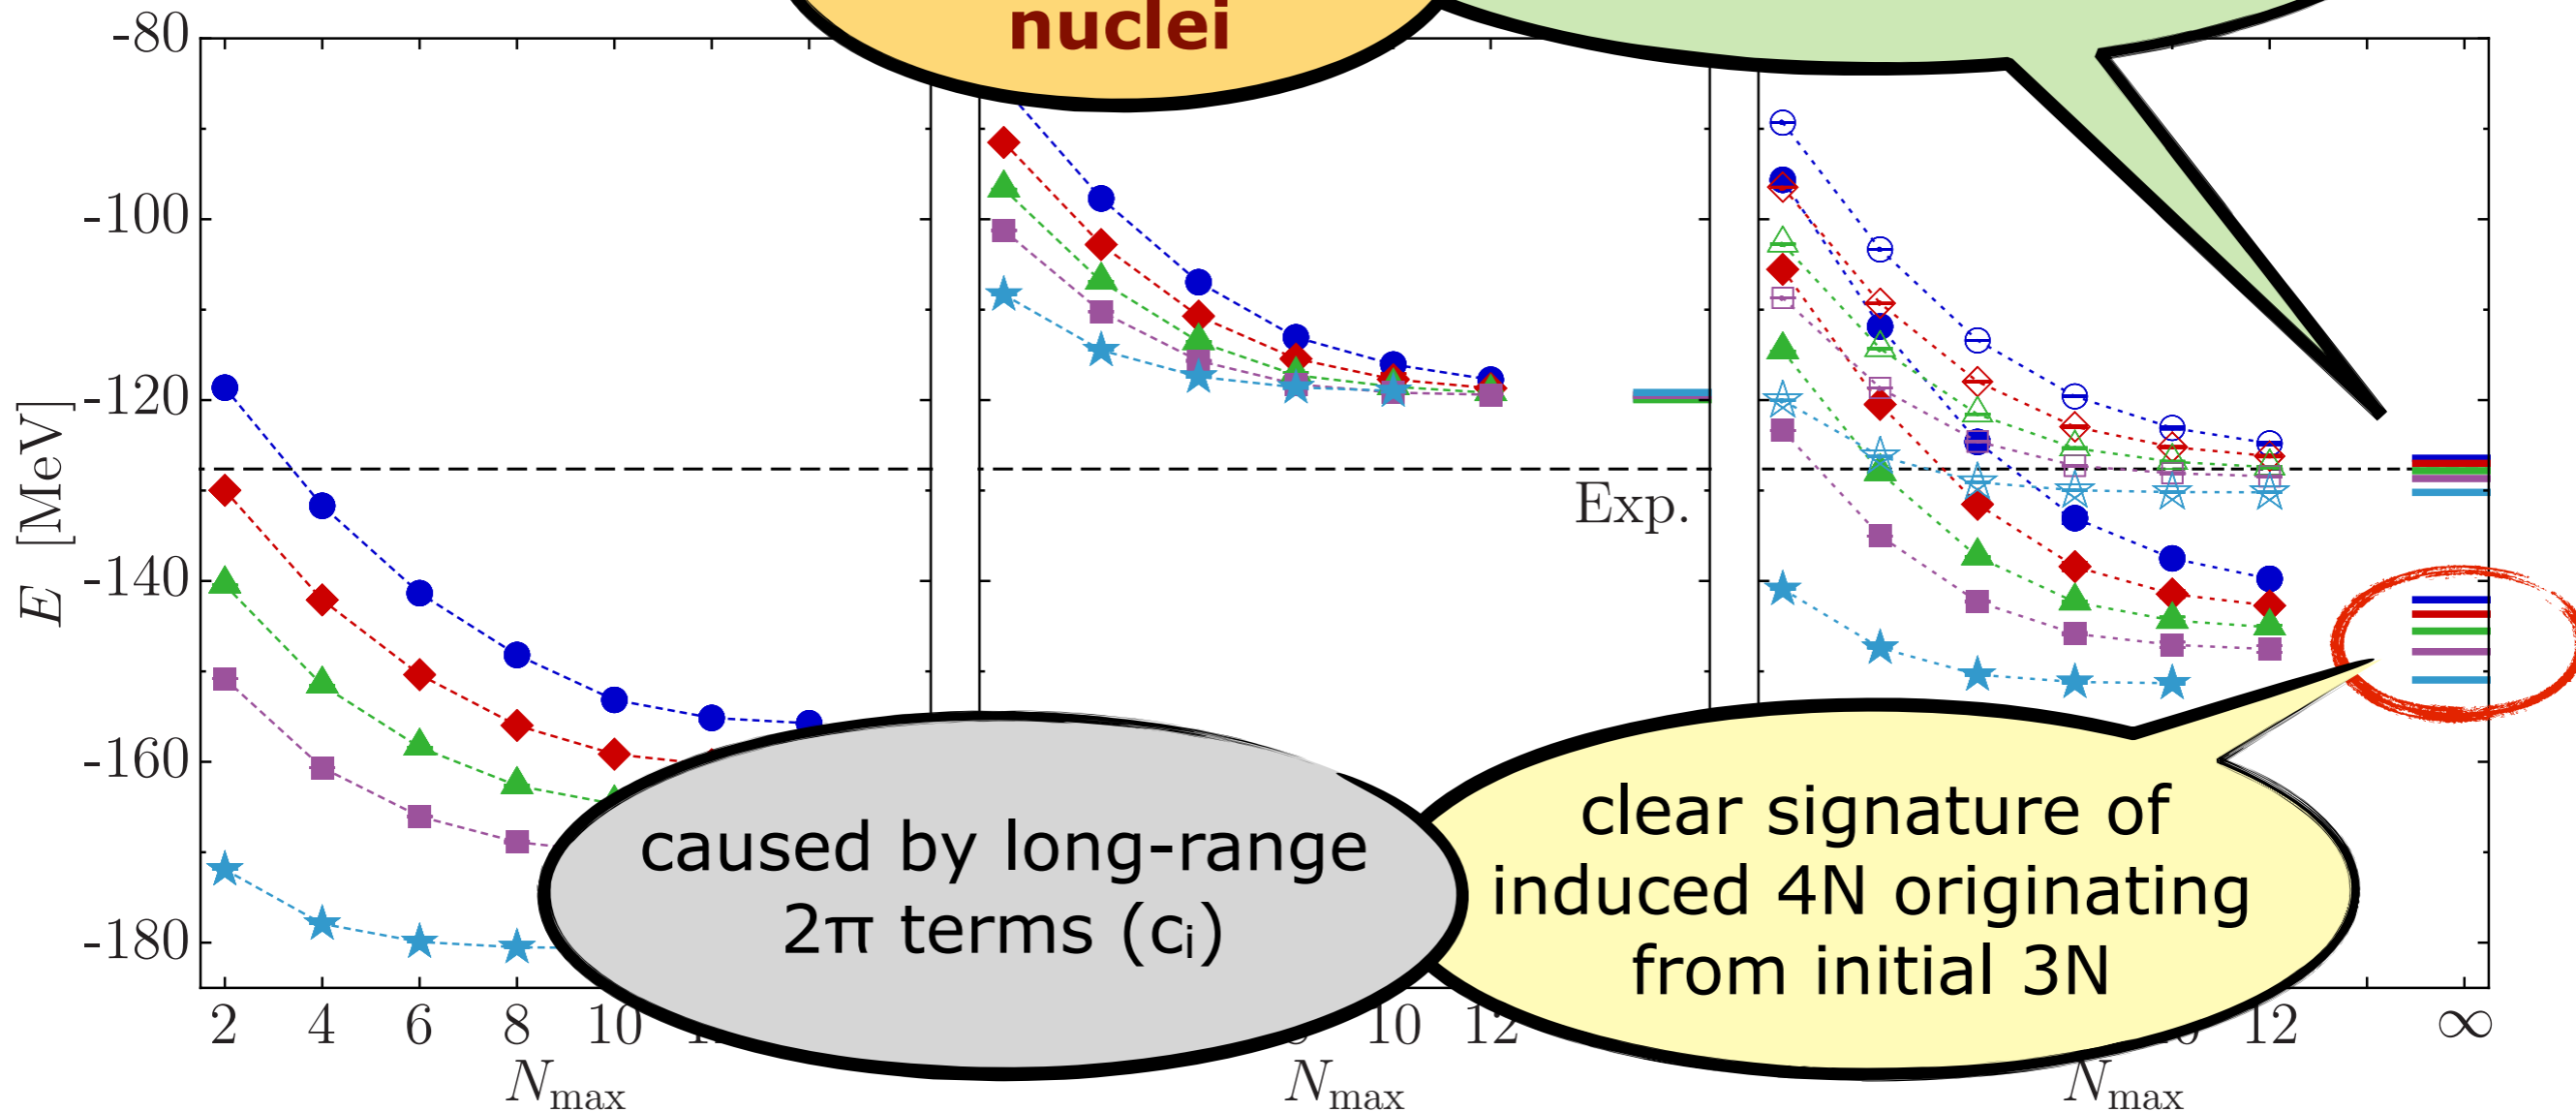 nuclei
-80
-100
-120
-140
-160
-180
E [MeV]
Exp.
caused by long-range
2π terms (cᵢ)
clear signature of
induced 4N originating
from initial 3N
2 4 6 8 10
10 12
12 ∞
Nmax
Nmax
Nmax